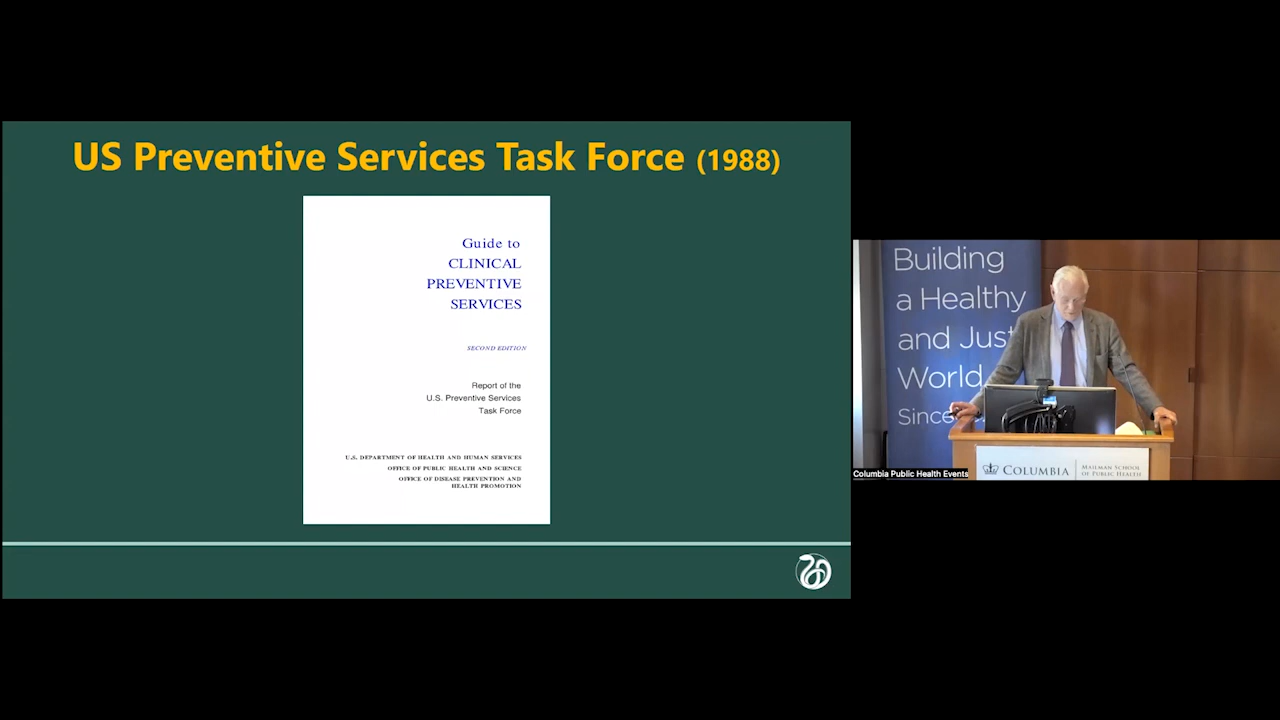 US Preventive Services Task Force (1988)
Guide to
CLINICAL
PREVENTIVE
SERVICES
SECOND EDITION
Report of the
U.S. Preventive Services
Task Force
U.S. DEPARTMENT OF HEALTH AND HUMAN SERVICES
OFFICE OF PUBLIC HEALTH AND SCIENCE
OFFICE OF DISEASE PREVENTION AND
HEALTH PROMOTION
Building
a Healthy
and Just
World
Since
COLUMBIA
MAILMAN SCHOOL
OF PUBLIC HEALTH
Columbia Public Health Events